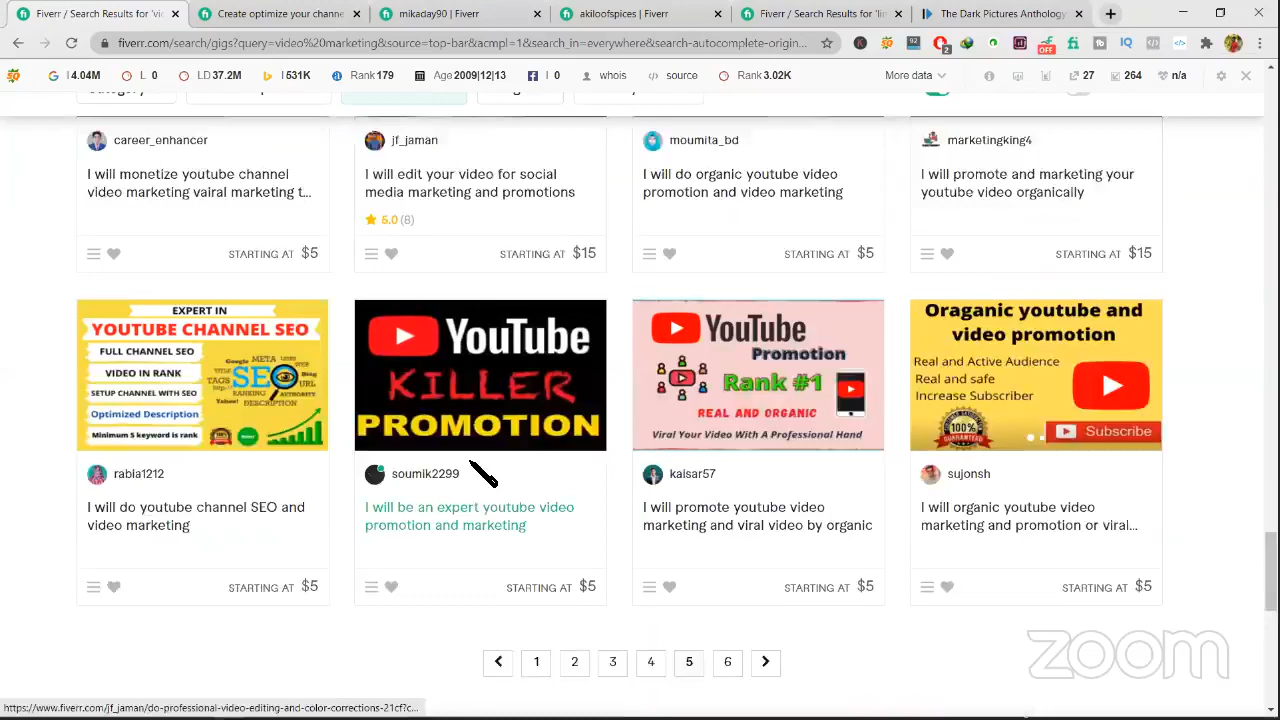 Fiverr / Search Results for 'Vid
Create optimize your channe
mikaday90 | Fiverr
akiloofspices | Fiverr
Fiverr / Search Results for 'lin
The Dark Pictures Anthology
fiverr.com/search/gigs?query=video%20marketing&source=top-bar&ampl=1&search_in=everywhere&search-autocomplete-origin...
I 4.04M
L 0
LD 37.2M
I 531K
Rank 179
Age 2009|12|13
I 0
whois
source
Rank 3.02K
More data
27
264
n/a
career_enhancer
jf_jaman
moumita_bd
marketingking4
I will monetize youtube channel
video marketing vairal marketing t...
I will edit your video for social
media marketing and promotions
I will do organic youtube video
promotion and video marketing
I will promote and marketing your
youtube video organically
5.0 (8)
STARTING AT $5
STARTING AT $15
STARTING AT $5
STARTING AT $15
EXPERT IN
YOUTUBE CHANNEL SEO
FULL CHANNEL SEO
VIDEO IN RANK
SETUP CHANNEL WITH SEO
Optimized Description
Minimum 5 keyword is rank
Google META
TAGS
SEO
URL
RANKING
DESCRIPTION
YouTube
KILLER
PROMOTION
YouTube
Promotion
Rank #1
REAL AND ORGANIC
Viral Your Video With A Professional Hand
Oraganic youtube and
video promotion
Real and Active Audience
Real and safe
Increase Subscriber
100%
Subscribe
rabia1212
soumik2299
kaisar57
sujonsh
I will do youtube channel SEO and
video marketing
I will be an expert youtube video
promotion and marketing
I will promote youtube video
marketing and viral video by organic
I will organic youtube video
marketing and promotion or viral...
STARTING AT $5
STARTING AT $5
STARTING AT $5
STARTING AT $5
1 2 3 4 5 6
zoom
https://www.fiverr.com/jf_jaman/do-professional-video-editing-and-color-corrections-21cf?c...